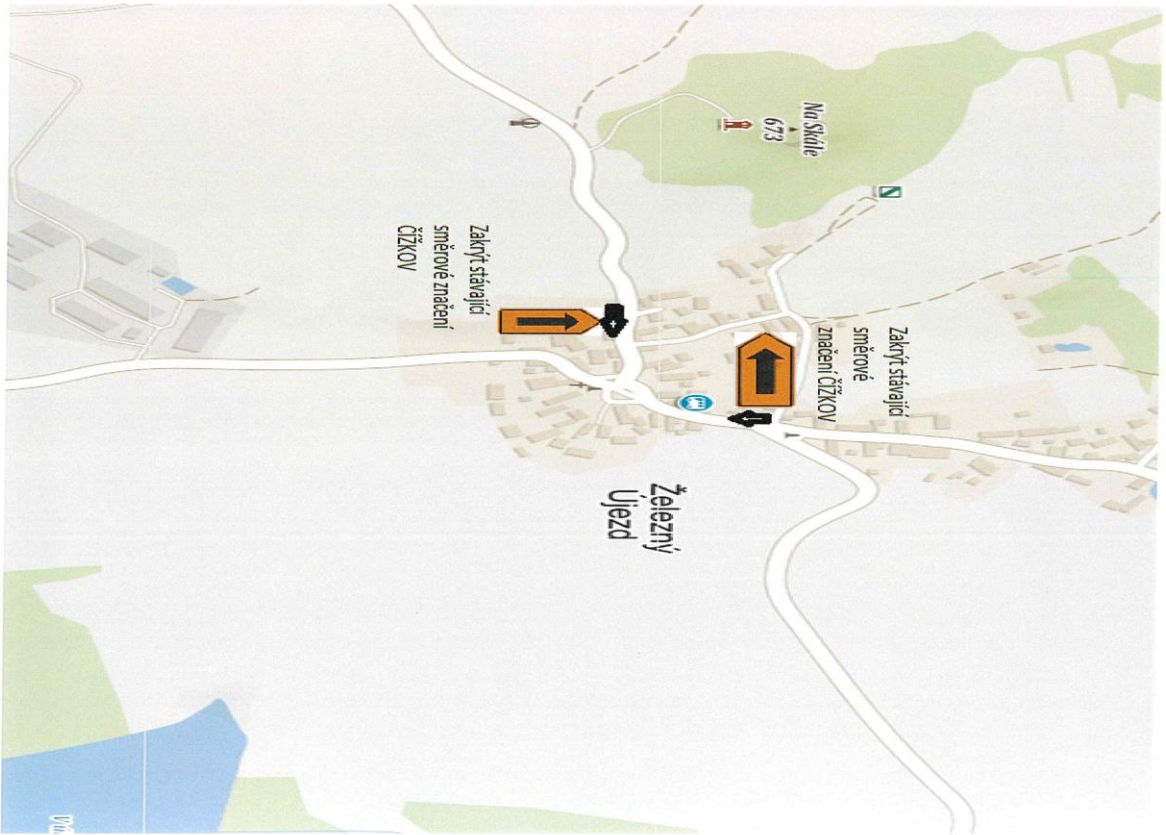 Na Skále
673
Zakrýt stávající
směrové
značení ČÍŽKOV
Zakrýt stávající
směrové značení
ČÍŽKOV
Železný
Újezd